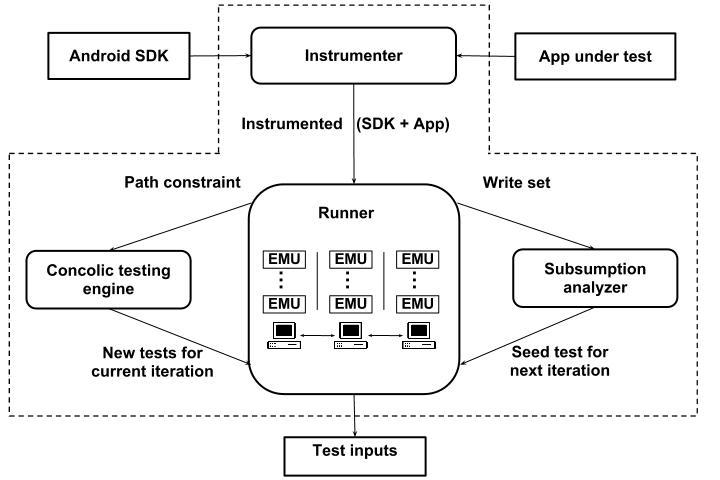 Android SDK
Instrumenter
App under test
Instrumented (SDK + App)
Path constraint
Write set
Runner
EMU EMU EMU
Concolic testing
engine
Subsumption
analyzer
EMU EMU EMU
New tests for
current iteration
Seed test for
next iteration
Test inputs